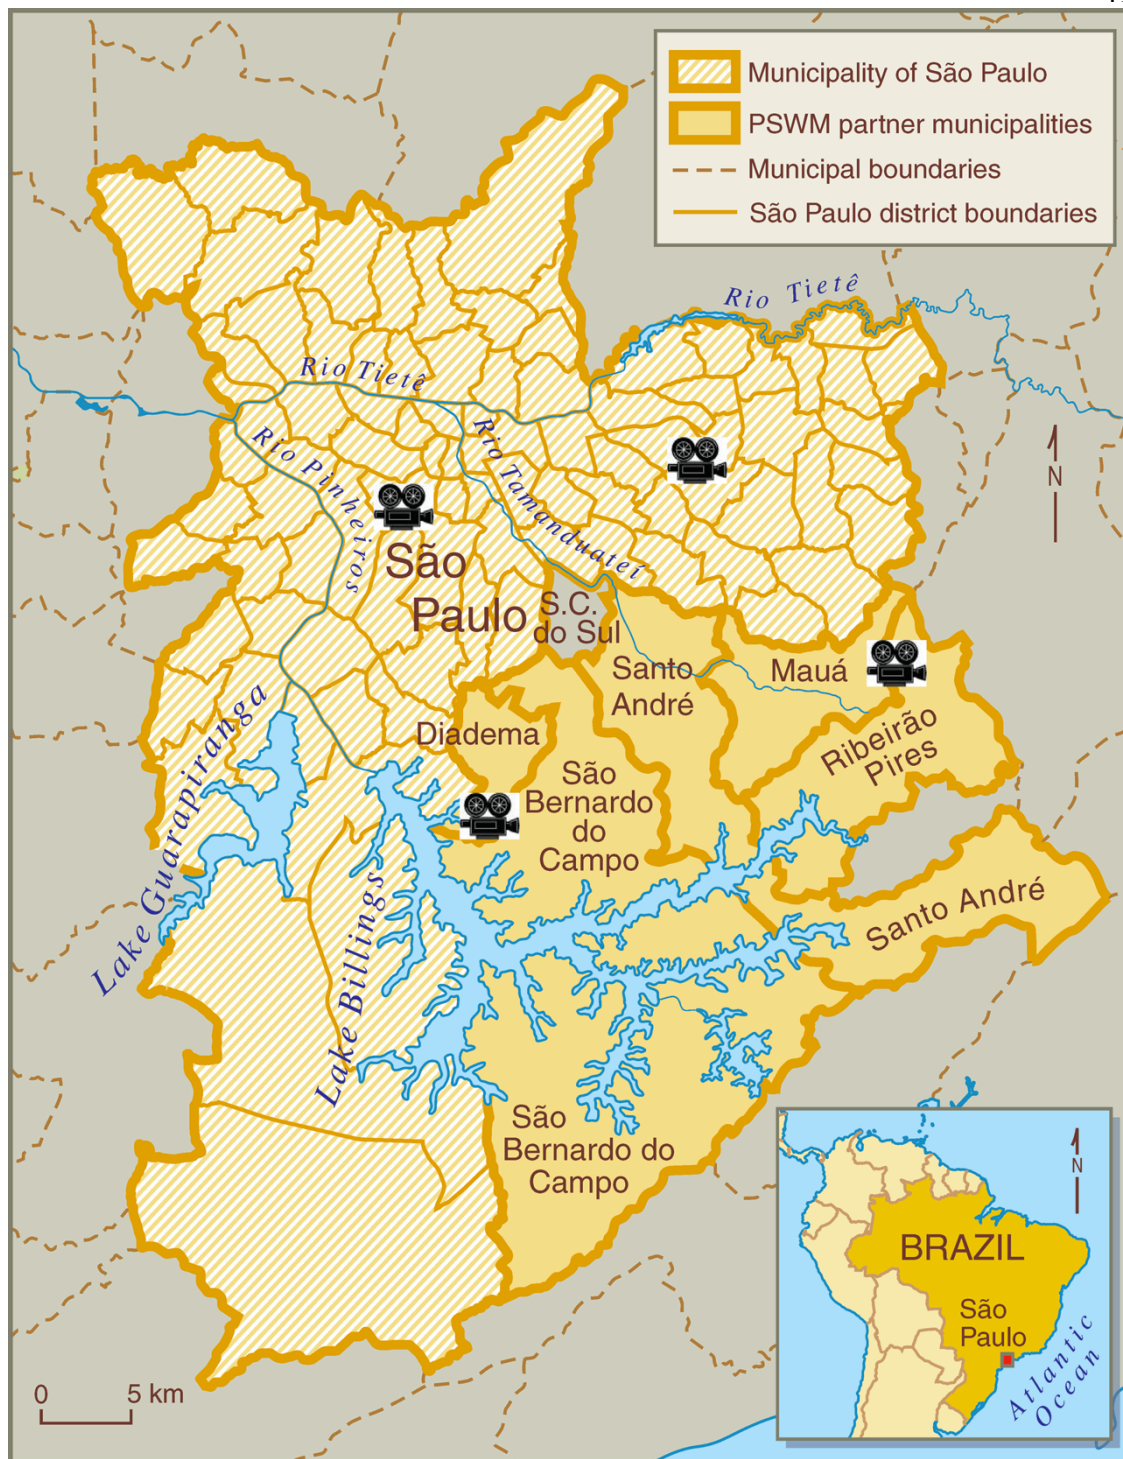 Municipality of São Paulo
PSWM partner municipalities
Municipal boundaries
São Paulo district boundaries
Rio Tietê
Rio Tietê
Rio Pinheiros
Rio Tamanduateí
N
São
Paulo
S.C.
do Sul
Santo
André
Mauá
Ribeirão
Pires
Diadema
São
Bernardo
do
Campo
Lake Guarapiranga
Lake Billings
Santo André
São
Bernardo do
Campo
N
BRAZIL
São
Paulo
Atlantic
Ocean
0 5 km